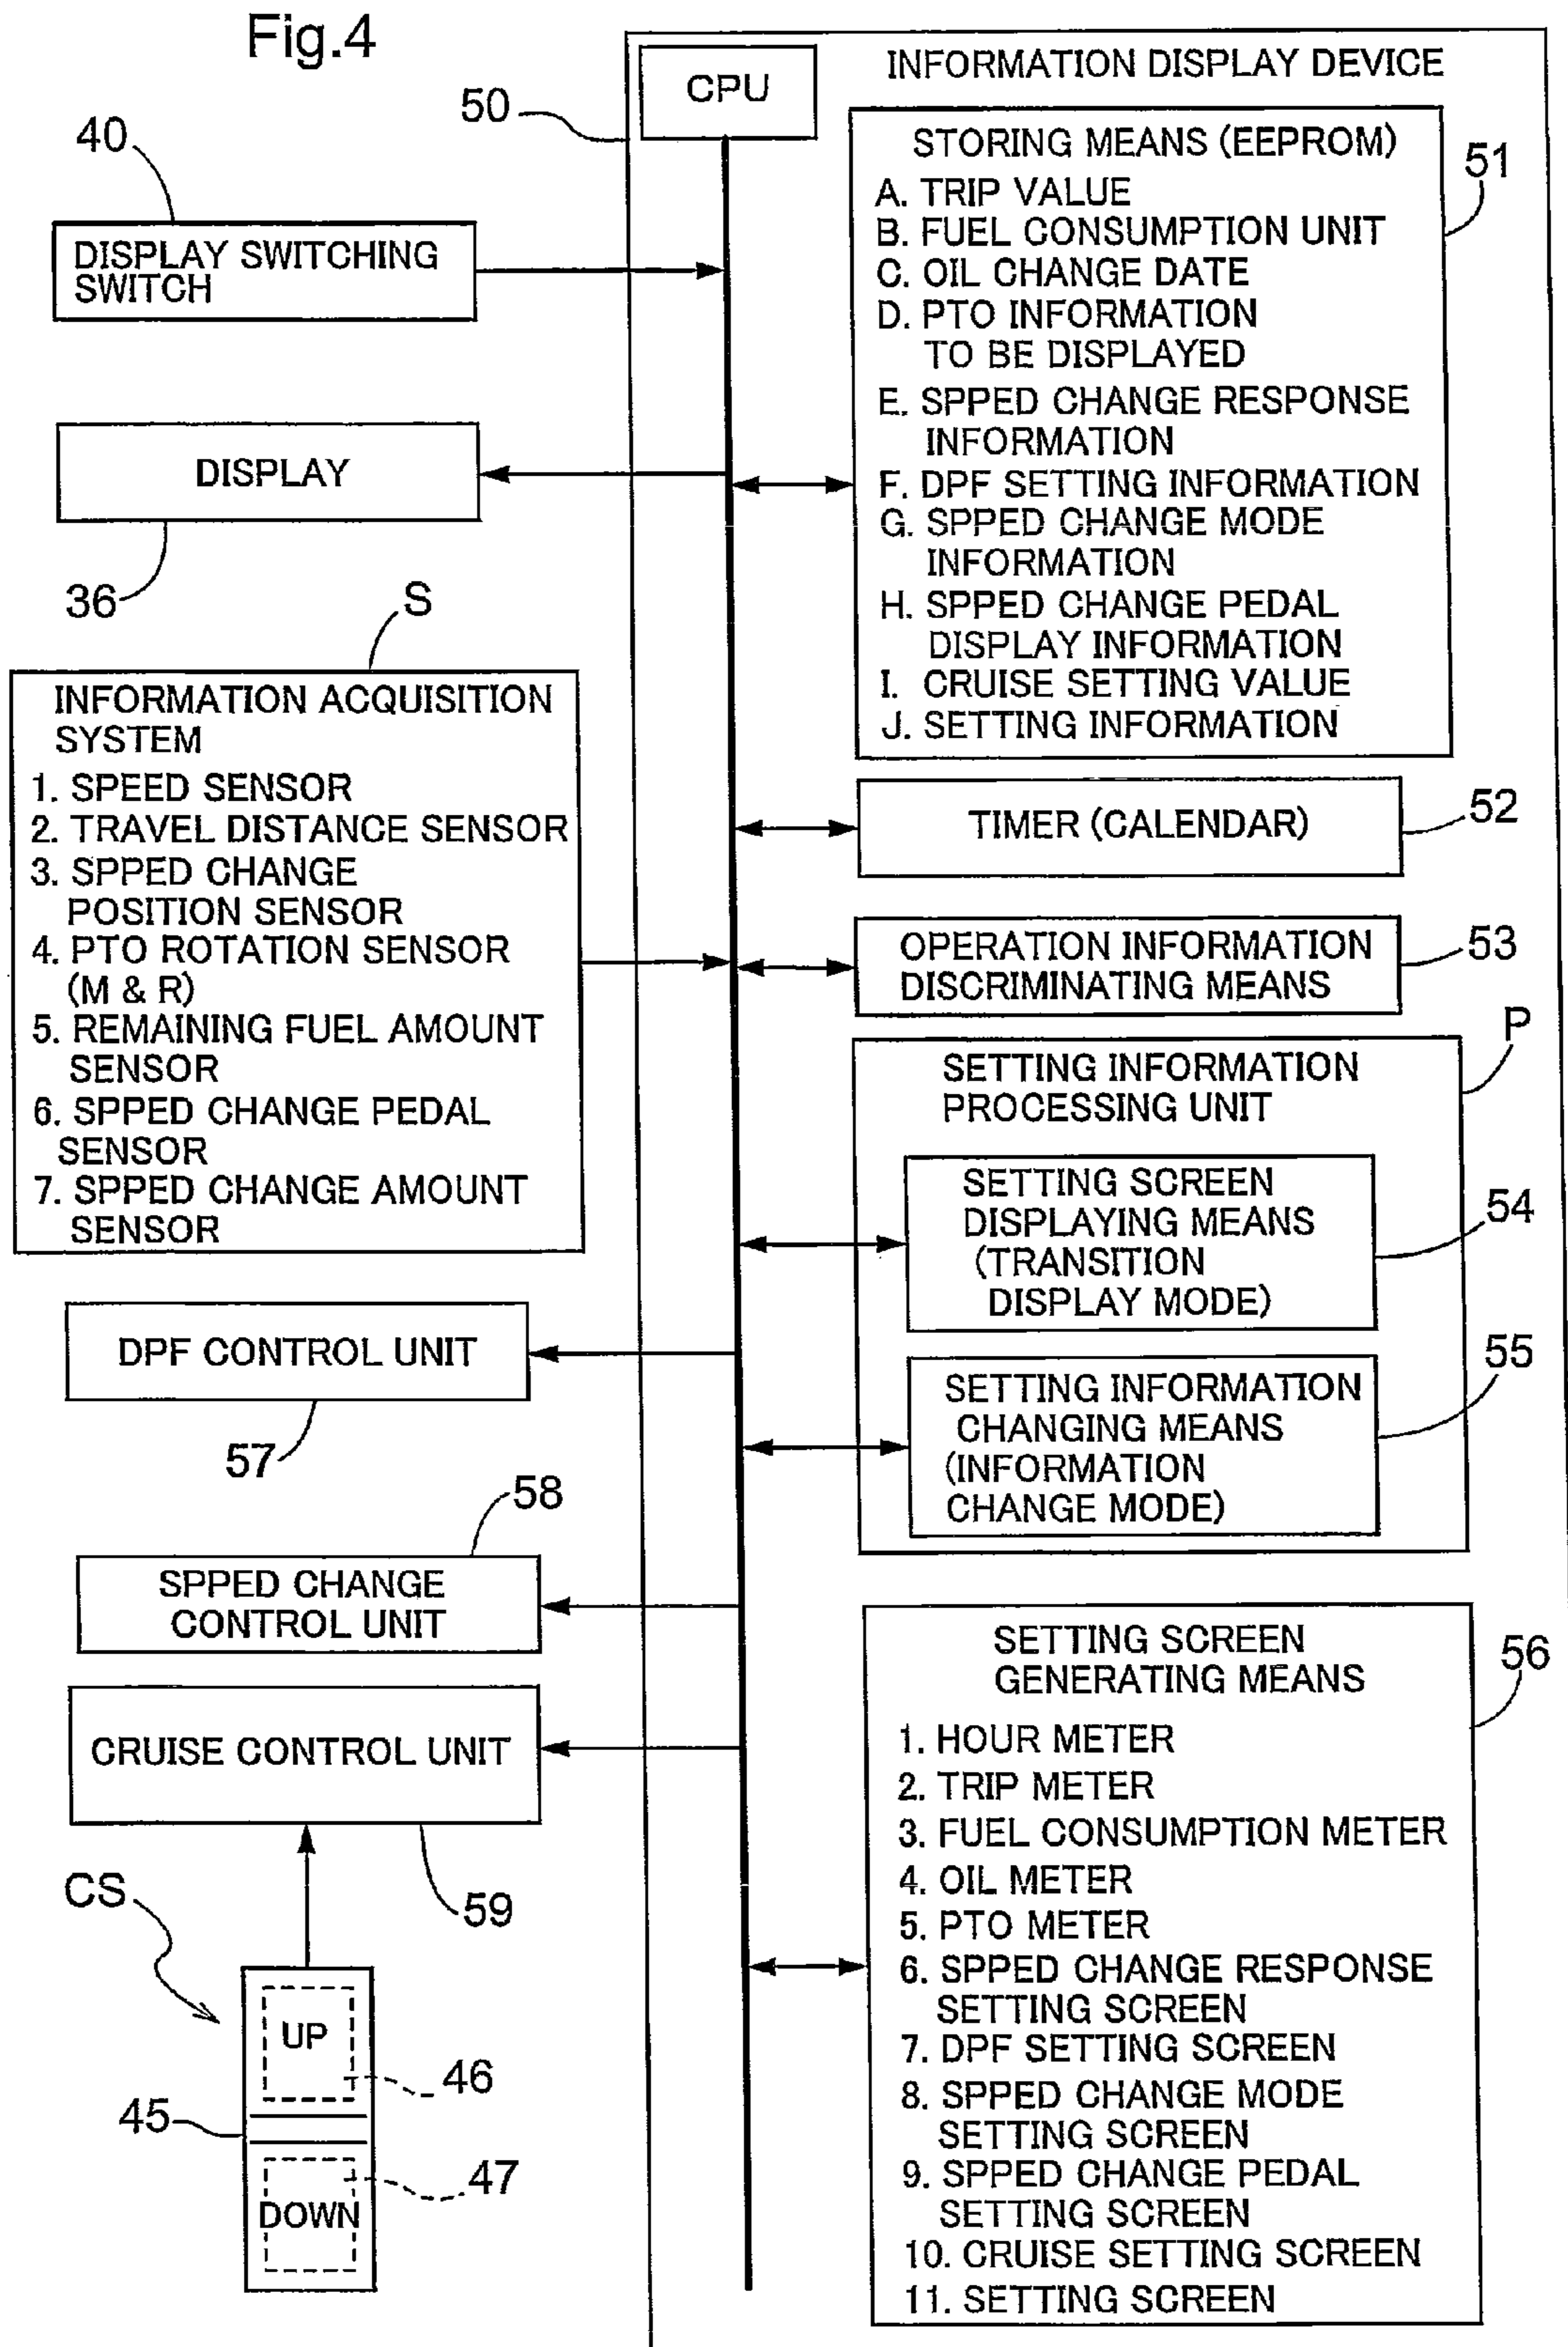 Fig.4
INFORMATION DISPLAY DEVICE
CPU
50
STORING MEANS (EEPROM)
A. TRIP VALUE
B. FUEL CONSUMPTION UNIT
C. OIL CHANGE DATE
D. PTO INFORMATION
TO BE DISPLAYED
E. SPPED CHANGE RESPONSE
INFORMATION
F. DPF SETTING INFORMATION
G. SPPED CHANGE MODE
INFORMATION
H. SPPED CHANGE PEDAL
DISPLAY INFORMATION
I. CRUISE SETTING VALUE
J. SETTING INFORMATION
51
40
DISPLAY SWITCHING
SWITCH
DISPLAY
36
S
INFORMATION ACQUISITION
SYSTEM
1. SPEED SENSOR
2. TRAVEL DISTANCE SENSOR
3. SPPED CHANGE
POSITION SENSOR
4. PTO ROTATION SENSOR
(M & R)
5. REMAINING FUEL AMOUNT
SENSOR
6. SPPED CHANGE PEDAL
SENSOR
7. SPPED CHANGE AMOUNT
SENSOR
TIMER (CALENDAR)
52
OPERATION INFORMATION
DISCRIMINATING MEANS
53
P
SETTING INFORMATION
PROCESSING UNIT
SETTING SCREEN
DISPLAYING MEANS
(TRANSITION
DISPLAY MODE)
54
SETTING INFORMATION
CHANGING MEANS
(INFORMATION
CHANGE MODE)
55
DPF CONTROL UNIT
57
58
SPPED CHANGE
CONTROL UNIT
CRUISE CONTROL UNIT
59
CS
UP
46
45
DOWN
47
SETTING SCREEN
GENERATING MEANS
1. HOUR METER
2. TRIP METER
3. FUEL CONSUMPTION METER
4. OIL METER
5. PTO METER
6. SPPED CHANGE RESPONSE
SETTING SCREEN
7. DPF SETTING SCREEN
8. SPPED CHANGE MODE
SETTING SCREEN
9. SPPED CHANGE PEDAL
SETTING SCREEN
10. CRUISE SETTING SCREEN
11. SETTING SCREEN
56